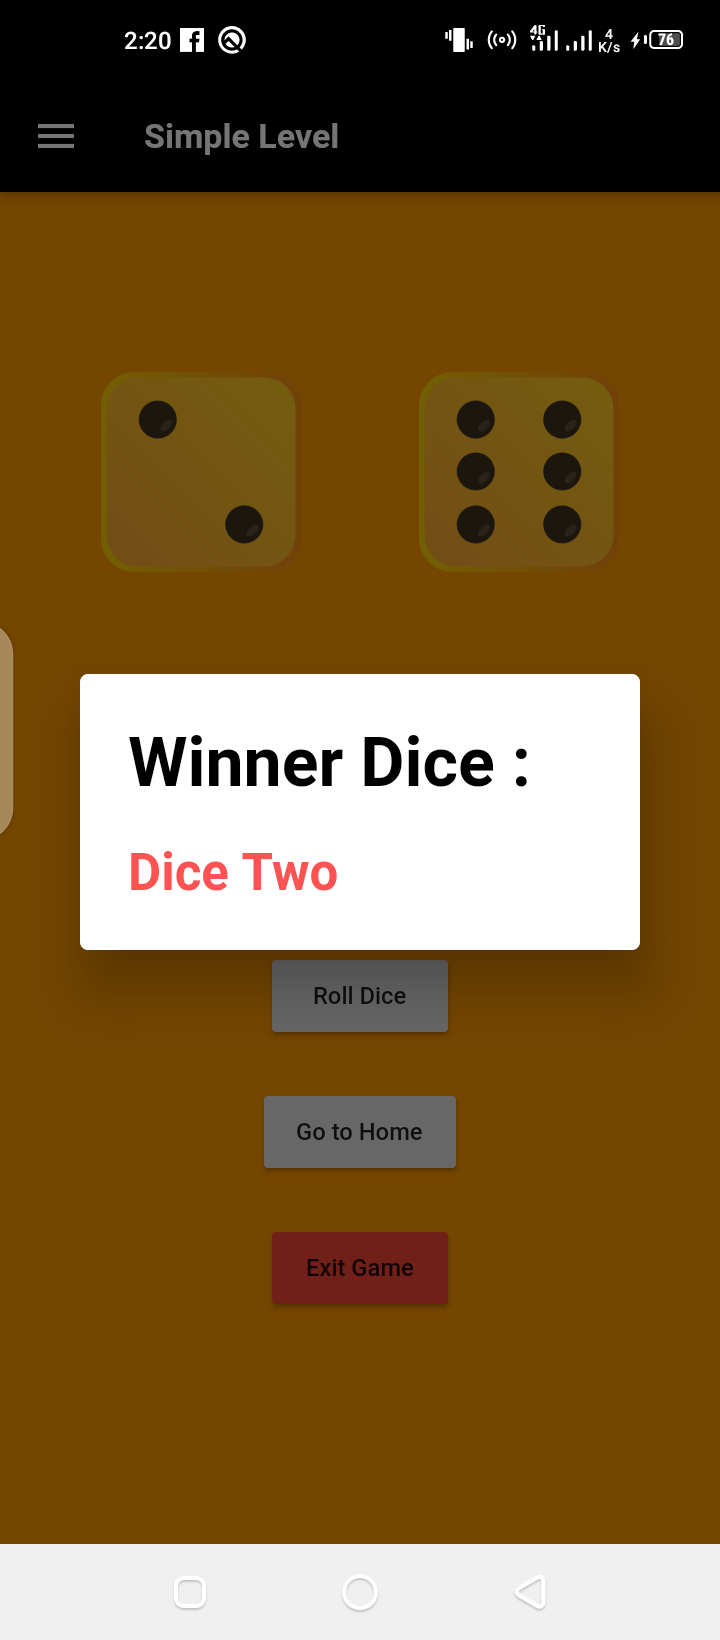 2:20 4G 4 K/s 76
Simple Level
Winner Dice :
Dice Two
Roll Dice
Go to Home
Exit Game